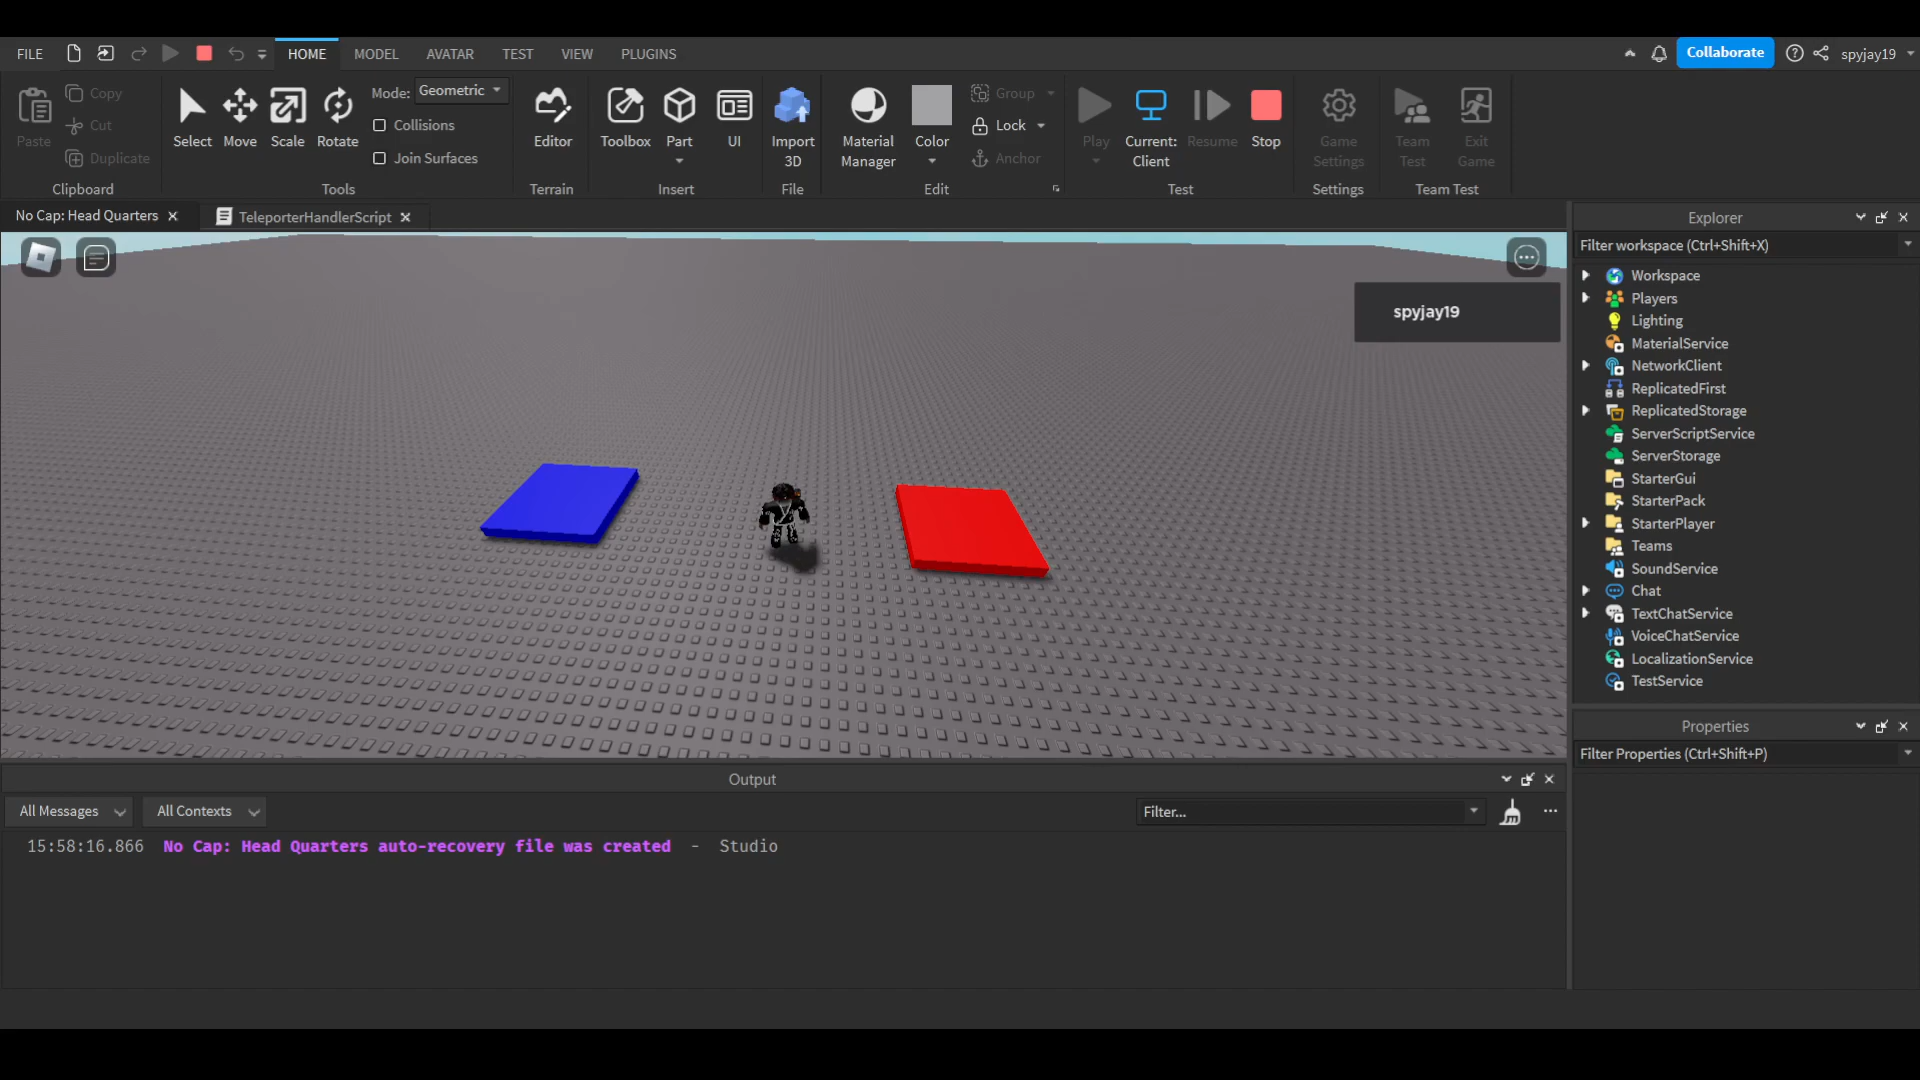 FILE HOME MODEL AVATAR TEST VIEW PLUGINS Collaborate spyjay19
Paste Copy Cut Duplicate Clipboard
Select Move Scale Rotate Mode: Geometric Collisions Join Surfaces Tools
Editor Terrain
Toolbox Part UI Insert
Import 3D File
Material Manager Color Group Lock Anchor Edit
Play Current: Client Resume Stop Test
Game Settings Settings
Team Test Exit Game Team Test
No Cap: Head Quarters TeleporterHandlerScript
spyjay19
Explorer
Filter workspace (Ctrl+Shift+X)
Workspace
Players
Lighting
MaterialService
NetworkClient
ReplicatedFirst
ReplicatedStorage
ServerScriptService
ServerStorage
StarterGui
StarterPack
StarterPlayer
Teams
SoundService
Chat
TextChatService
VoiceChatService
LocalizationService
TestService
Properties
Filter Properties (Ctrl+Shift+P)
Output
All Messages All Contexts Filter...
15:58:16.866 No Cap: Head Quarters auto-recovery file was created - Studio